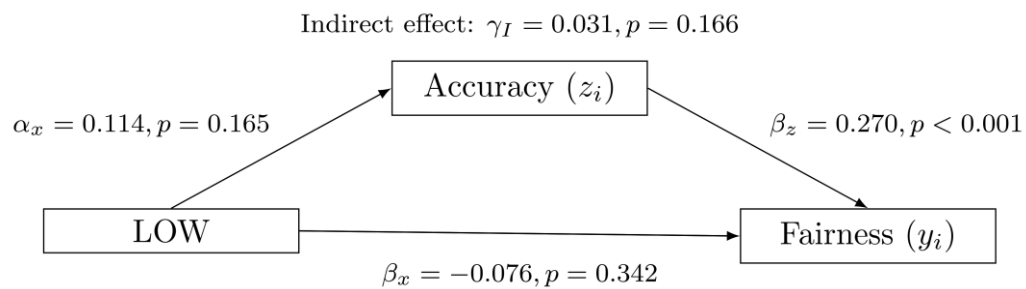 Indirect effect: γ_I = 0.031, p = 0.166
Accuracy (z_i)
α_x = 0.114, p = 0.165
β_z = 0.270, p < 0.001
LOW
Fairness (y_i)
β_x = −0.076, p = 0.342